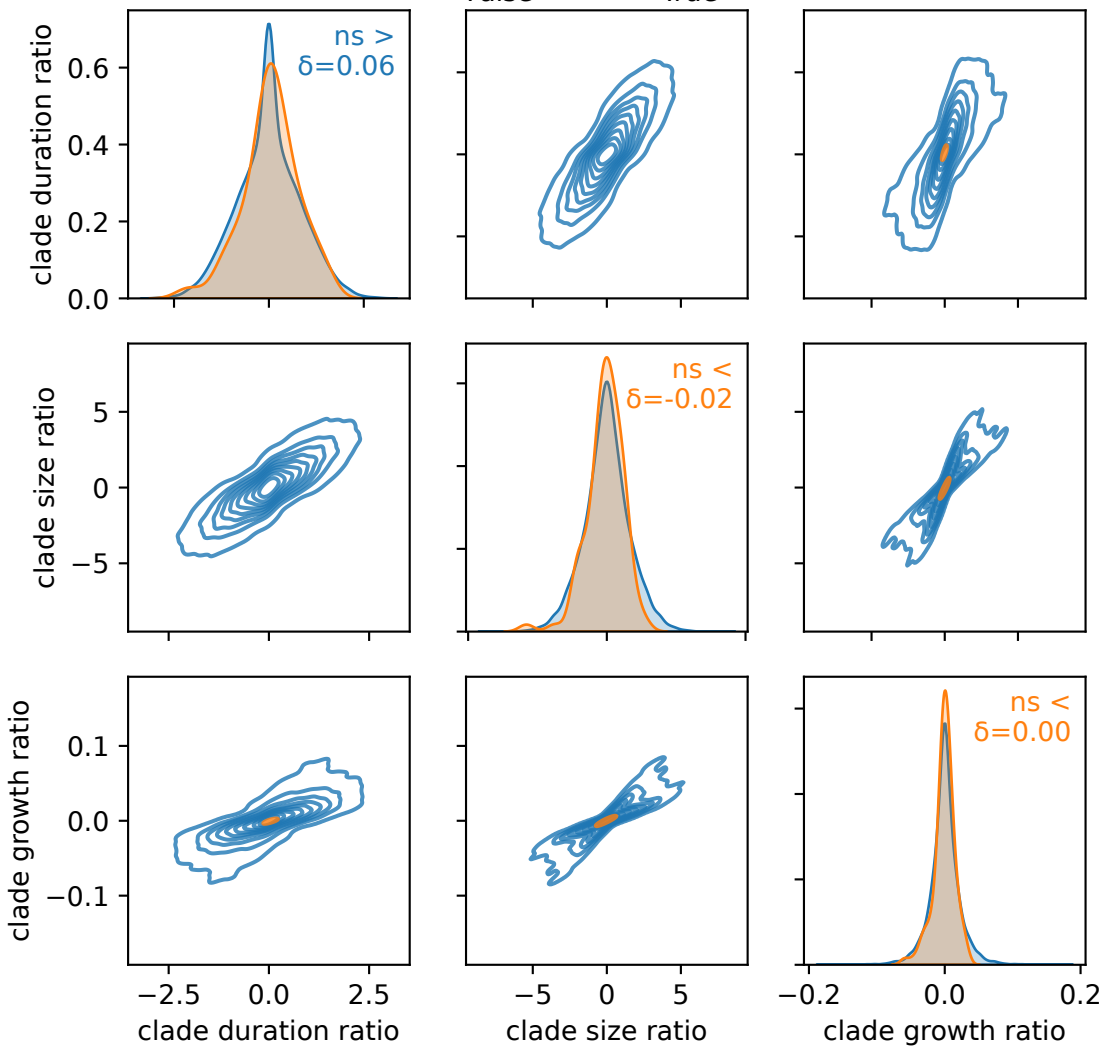 ns >
δ=0.06
clade duration ratio
0.6
0.4
0.2
0.0
ns <
δ=-0.02
clade size ratio
5
0
−5
ns <
δ=0.00
clade growth ratio
0.1
0.0
−0.1
−2.5 0.0 2.5
−5 0 5
−0.2 0.0 0.2
clade duration ratio
clade size ratio
clade growth ratio